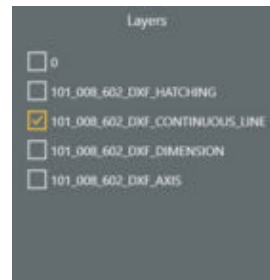 Layers
0
101_008_602_DXF_HATCHING
101_008_602_DXF_CONTINUOUS_LINE
101_008_602_DXF_DIMENSION
101_008_602_DXF_AXIS